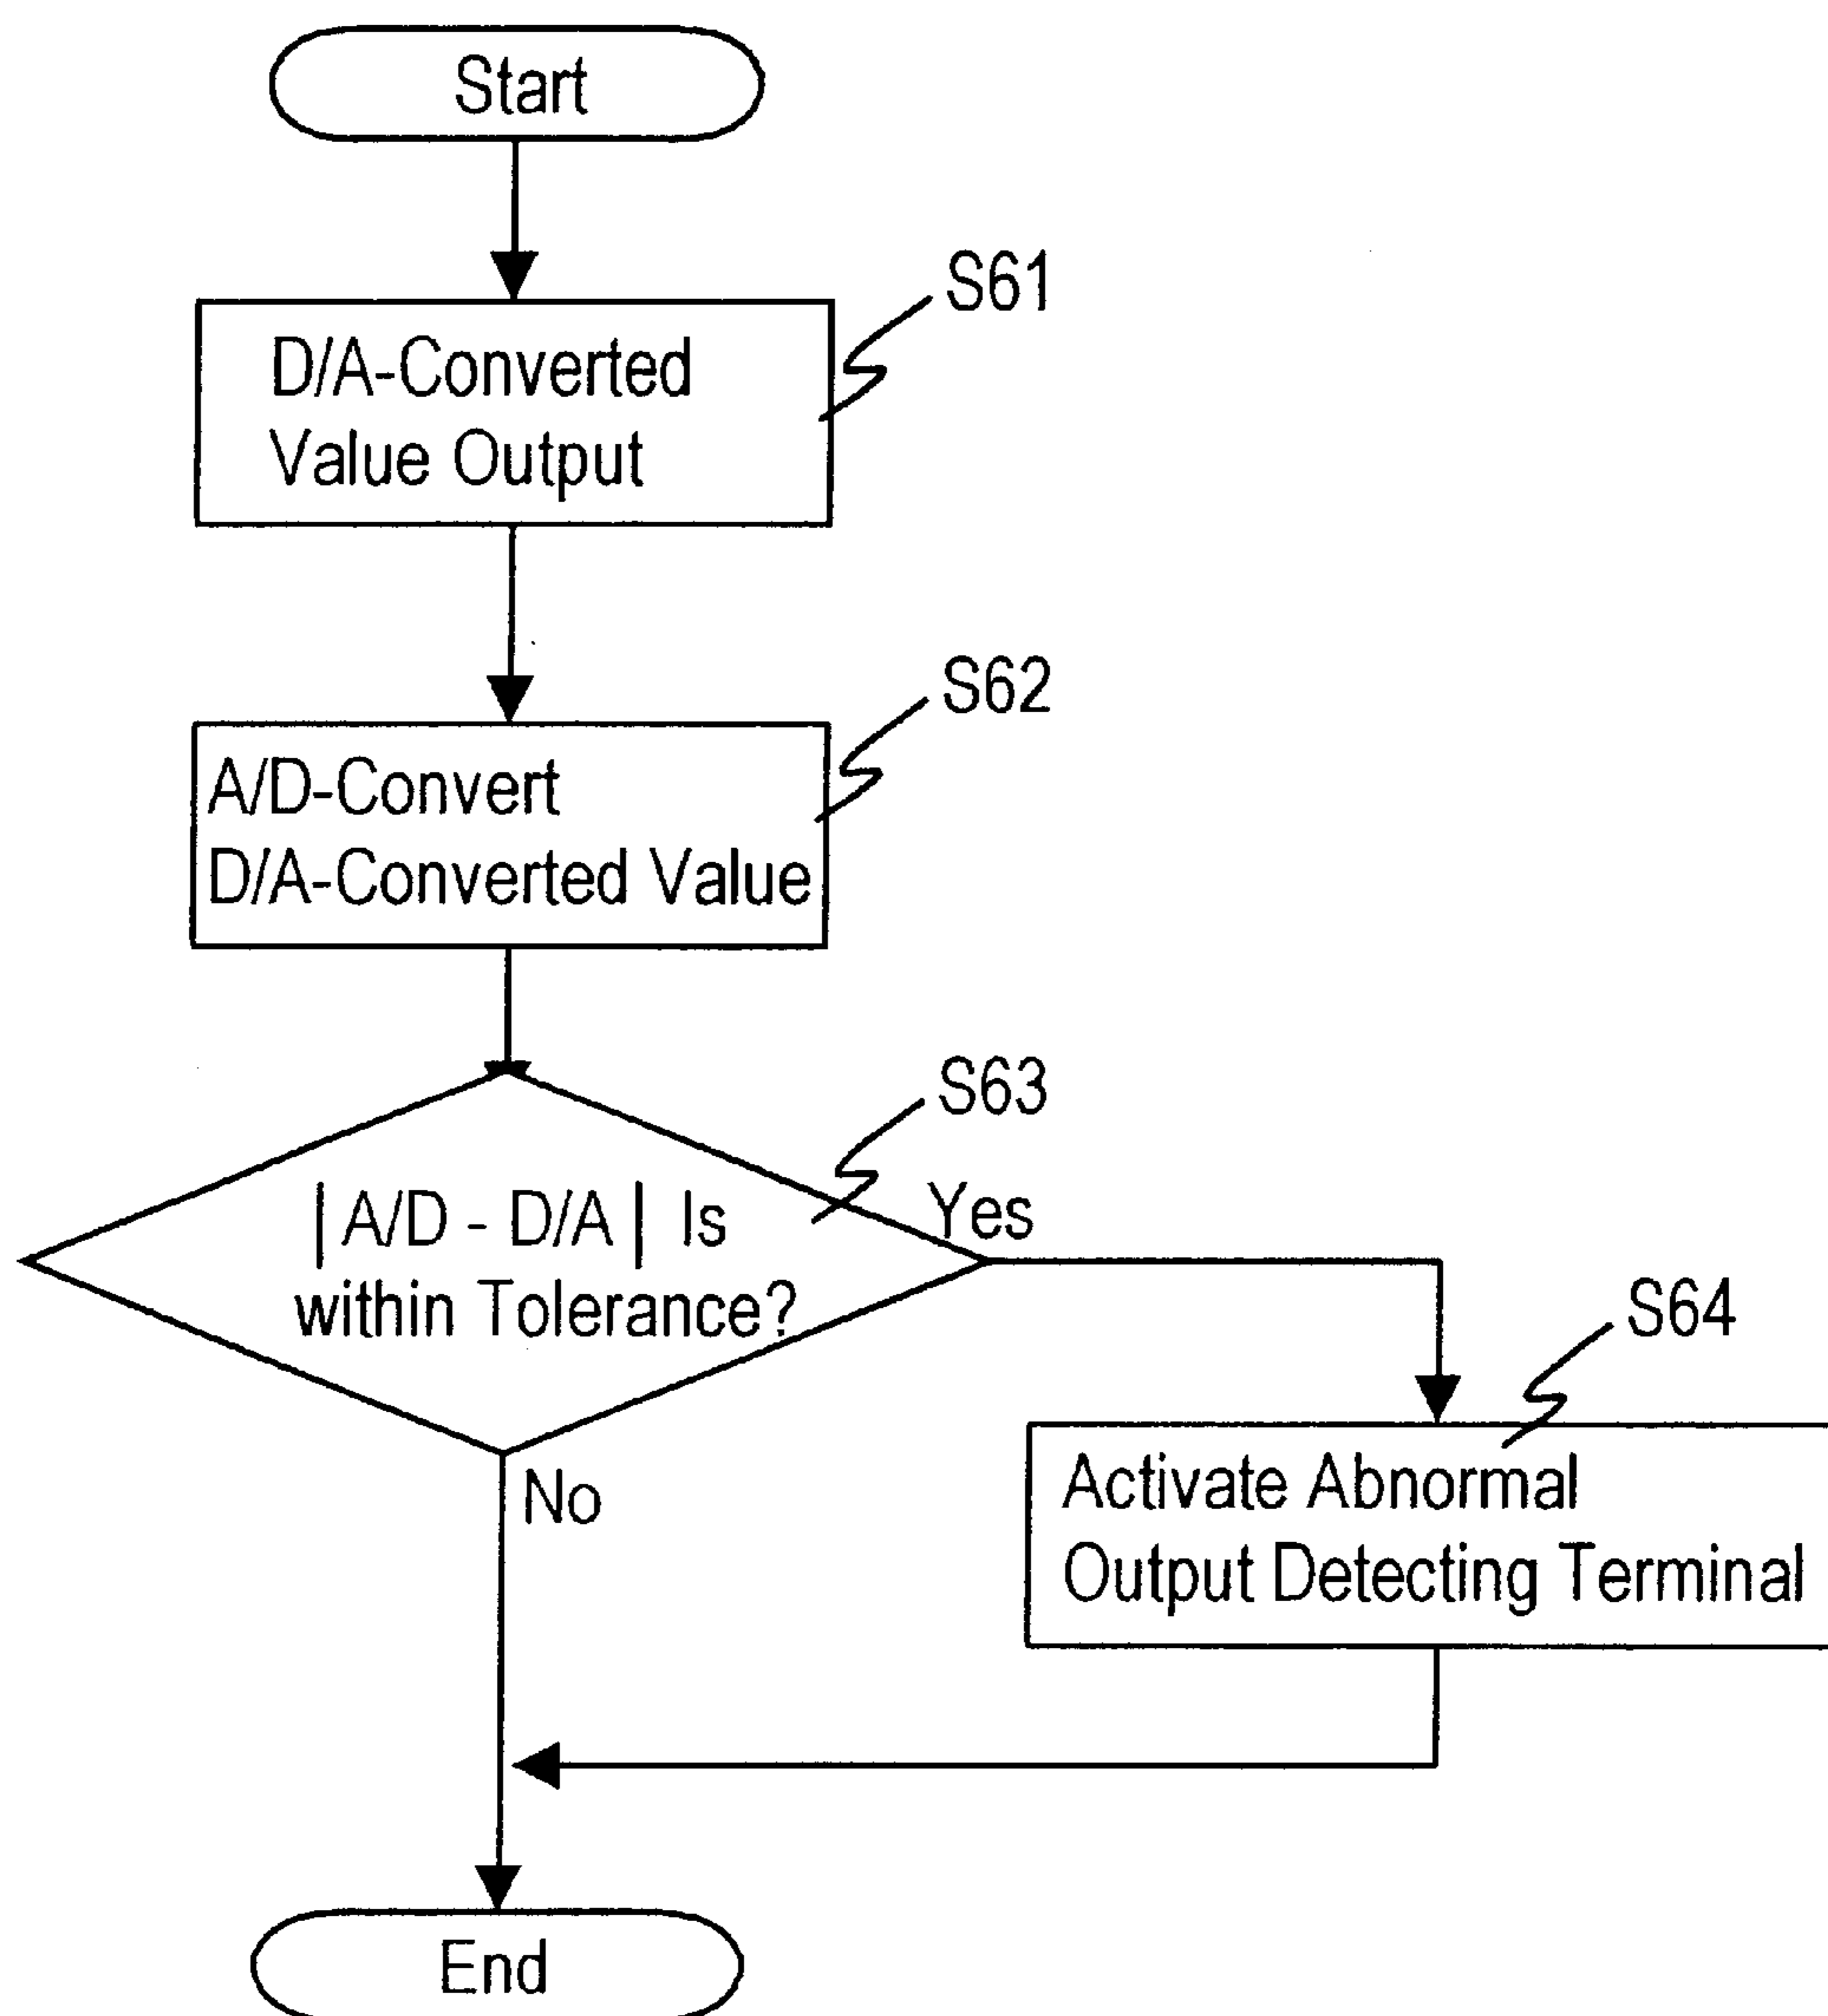 Start
S61
D/A-Converted
Value Output
S62
A/D-Convert
D/A-Converted Value
S63
| A/D - D/A | Is
within Tolerance?
Yes
S64
No
Activate Abnormal
Output Detecting Terminal
End